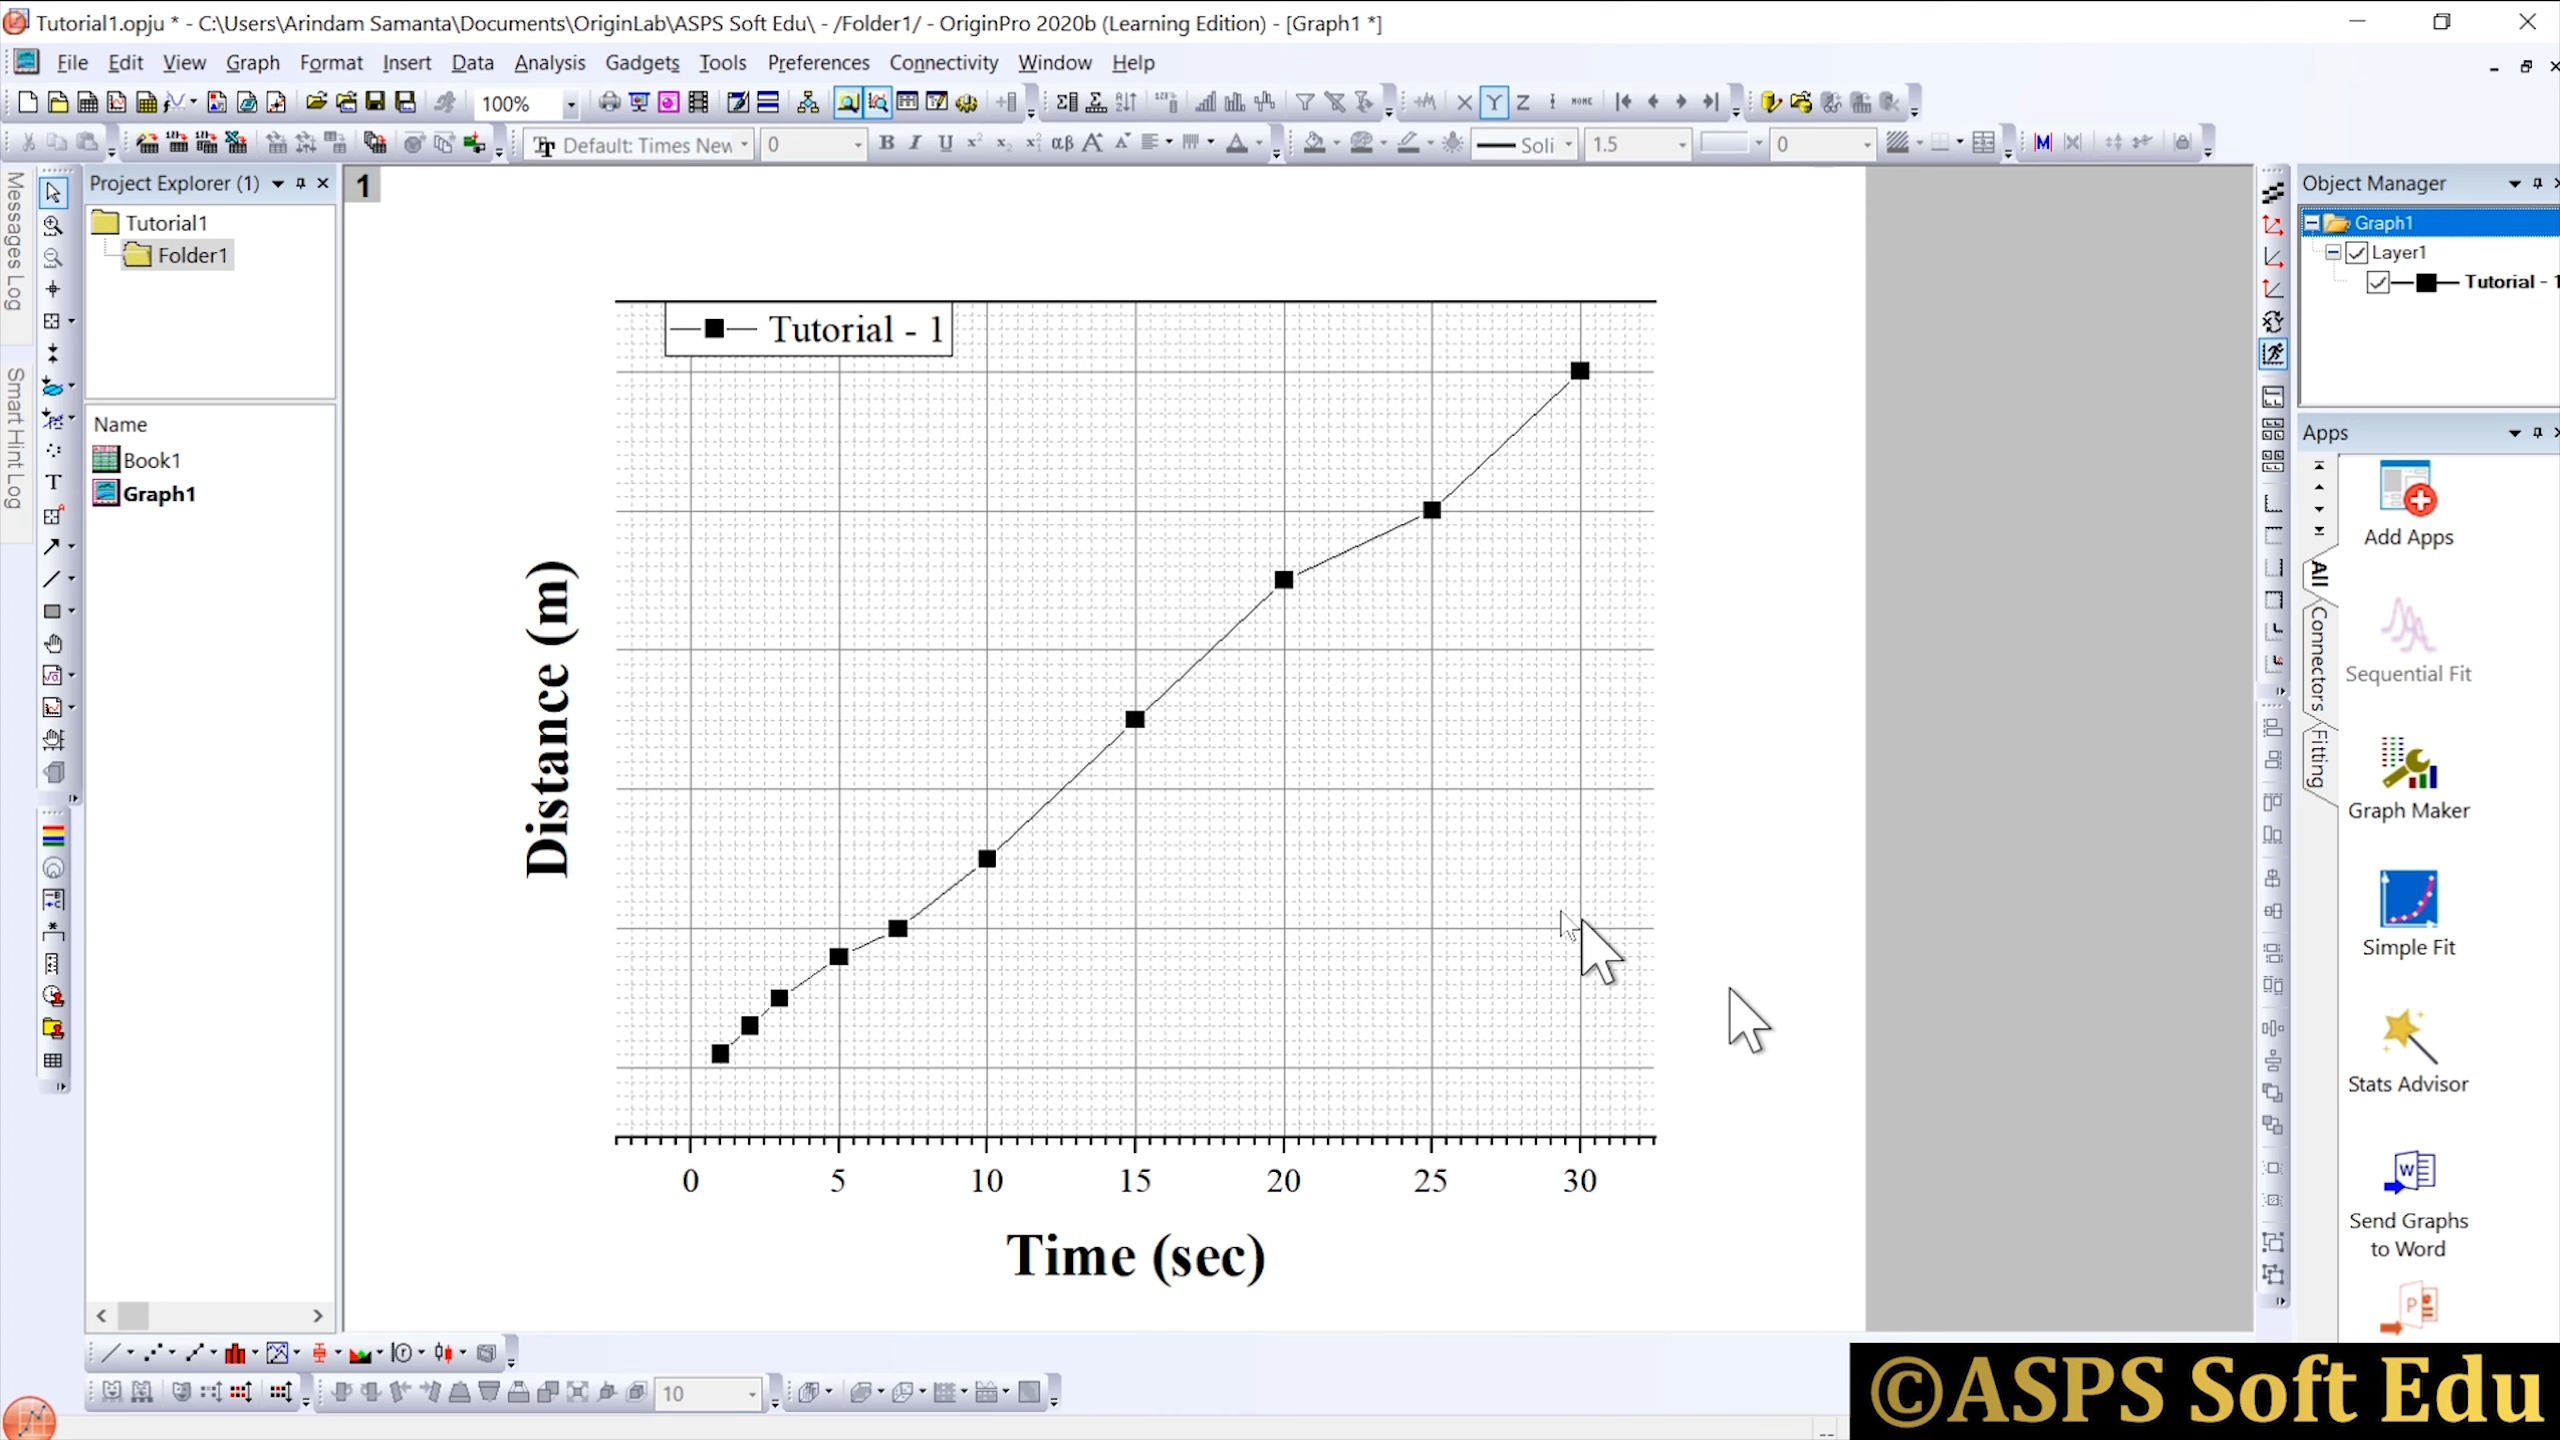 Tutorial1.opju * - C:\Users\Arindam Samanta\Documents\OriginLab\ASPS Soft Edu\ - /Folder1/ - OriginPro 2020b (Learning Edition) - [Graph1 *]
File Edit View Graph Format Insert Data Analysis Gadgets Tools Preferences Connectivity Window Help
100%
X Y Z HOME
Default: Times New 0 B I U αβ Soli 1.5 0
Messages Log
Smart Hint Log
Project Explorer (1)
Tutorial1
Folder1
Name
Book1
Graph1
1
Tutorial - 1
Distance (m)
0 5 10 15 20 25 30
Time (sec)
Object Manager
Graph1
Layer1
Tutorial - 1
Apps
All
Connectors
Fitting
Add Apps
Sequential Fit
Graph Maker
Simple Fit
Stats Advisor
Send Graphs
to Word
10
©ASPS Soft Edu